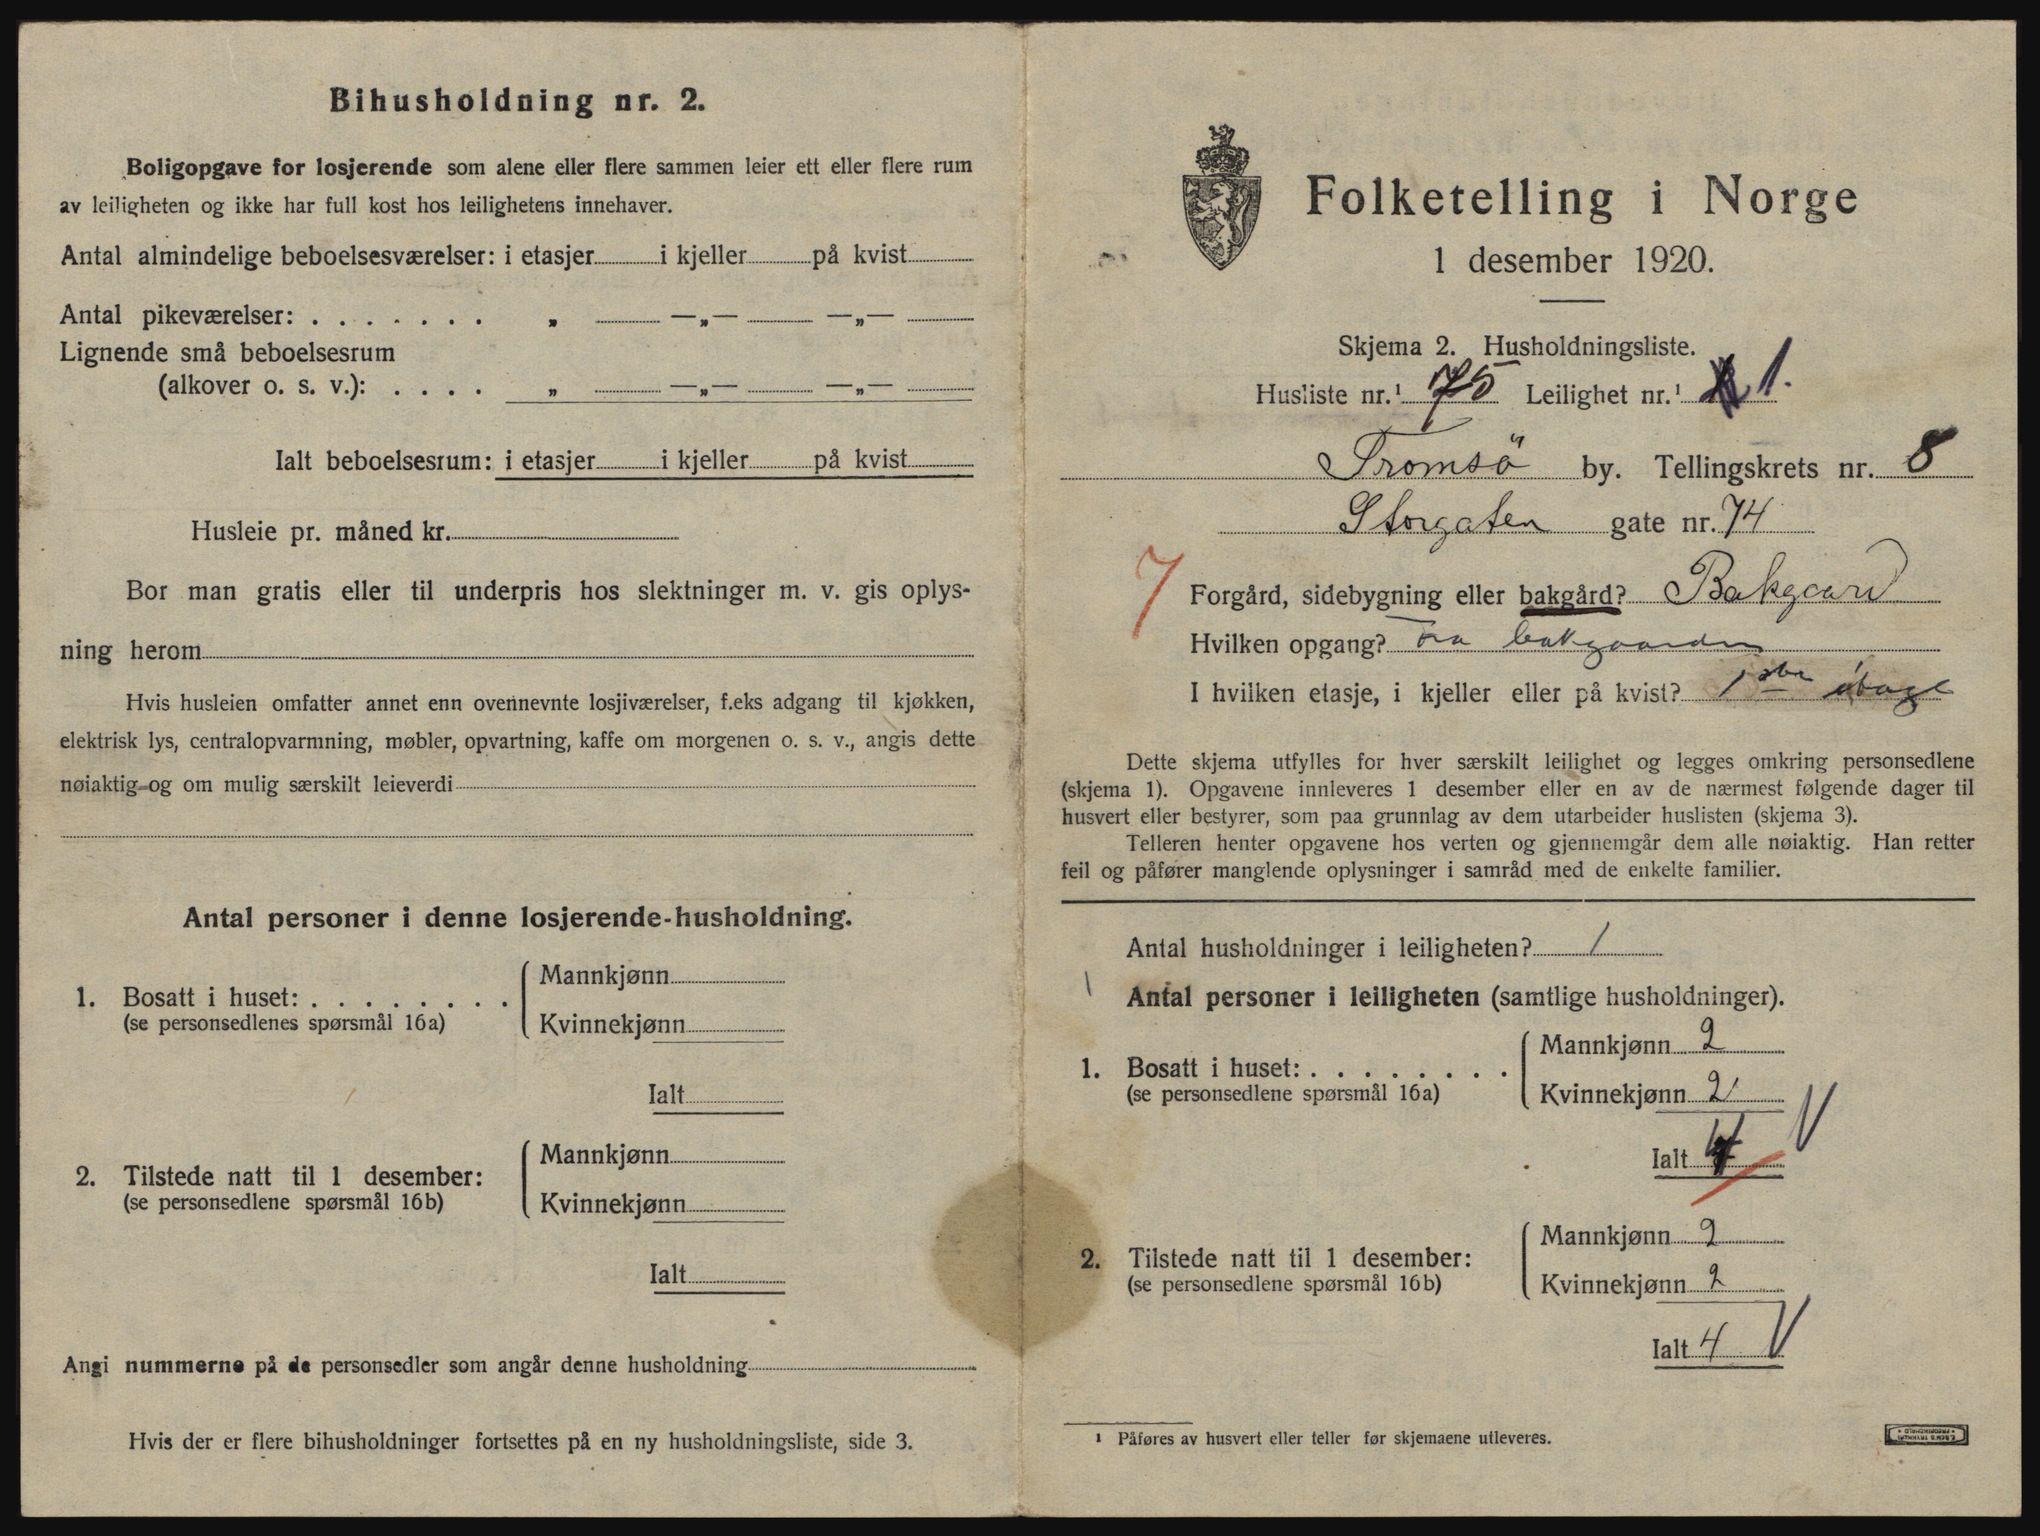 Bihusholdning nr. 2.
Boligopgave for losjerende som alene eller flere sammen leier ett eller flere rum
av leiligheten og ikke har full kost hos leilighetens innehaver.
Antal almindelige beboelsesværelser: i etasjer i kjeller på kvist
Antal pikeværelser: . . . . . . . „ —„— —„—
Lignende små beboelsesrum
(alkover o. s. v.): . . . . „ —„— —„—
Ialt beboelsesrum: i etasjer i kjeller på kvist
Husleie pr. måned kr.
Bor man gratis eller til underpris hos slektninger m. v. gis oplys-
ning herom
Hvis husleien omfatter annet enn ovennevnte losjiværelser, f.eks adgang til kjøkken,
elektrisk lys, centralopvarmning, møbler, opvartning, kaffe om morgenen o. s. v., angis dette
nøiaktig og om mulig særskilt leieverdi
Antal personer i denne losjerende-husholdning.
Mannkjønn
1. Bosatt i huset: . . . . . . . .
(se personsedlenes spørsmål 16a)
Kvinnekjønn
Ialt
Mannkjønn
2. Tilstede natt til 1 desember:
(se personsedlene spørsmål 16b)
Kvinnekjønn
Ialt
Angi nummerne på de personsedler som angår denne husholdning
Hvis der er flere bihusholdninger fortsettes på en ny husholdningsliste, side 3.
Folketelling i Norge
1 desember 1920.
Skjema 2. Husholdningsliste.
Husliste nr.¹ 75 Leilighet nr.¹ 1.
Tromsö by. Tellingskrets nr. 8
Storgaten gate nr. 74
7
Forgård, sidebygning eller bakgård? Bakgaard
Hvilken opgang? Fra bakgaarden
I hvilken etasje, i kjeller eller på kvist? 1ste etage
Dette skjema utfylles for hver særskilt leilighet og legges omkring personsedlene
(skjema 1). Opgavene innleveres 1 desember eller en av de nærmest følgende dager til
husvert eller bestyrer, som paa grunnlag av dem utarbeider huslisten (skjema 3).
Telleren henter opgavene hos verten og gjennemgår dem alle nøiaktig. Han retter
feil og påfører manglende oplysninger i samråd med de enkelte familier.
Antal husholdninger i leiligheten? 1
Antal personer i leiligheten (samtlige husholdninger).
Mannkjønn 2
1. Bosatt i huset: . . . . . . . .
(se personsedlene spørsmål 16a)
Kvinnekjønn 2
Ialt 4
Mannkjønn 2
2. Tilstede natt til 1 desember:
(se personsedlene spørsmål 16b)
Kvinnekjønn 2
Ialt 4
¹ Påføres av husvert eller teller før skjemaene utleveres.